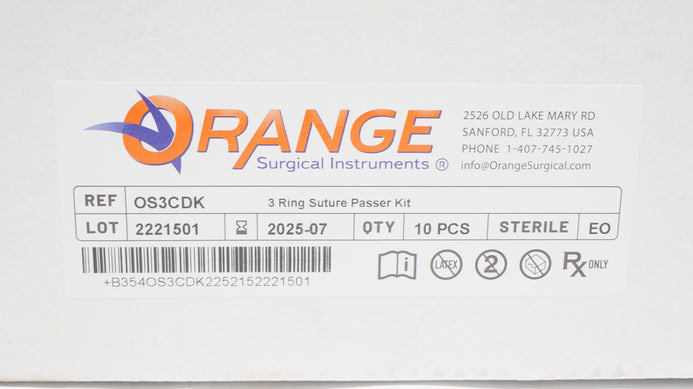 ORANGE
Surgical Instruments ®
2526 OLD LAKE MARY RD
SANFORD, FL 32773 USA
PHONE 1-407-745-1027
info@OrangeSurgical.com
REF OS3CDK 3 Ring Suture Passer Kit
LOT 2221501 2025-07 QTY 10 PCS STERILE EO
+B354OS3CDK2252152221501
LATEX 2 Rx ONLY